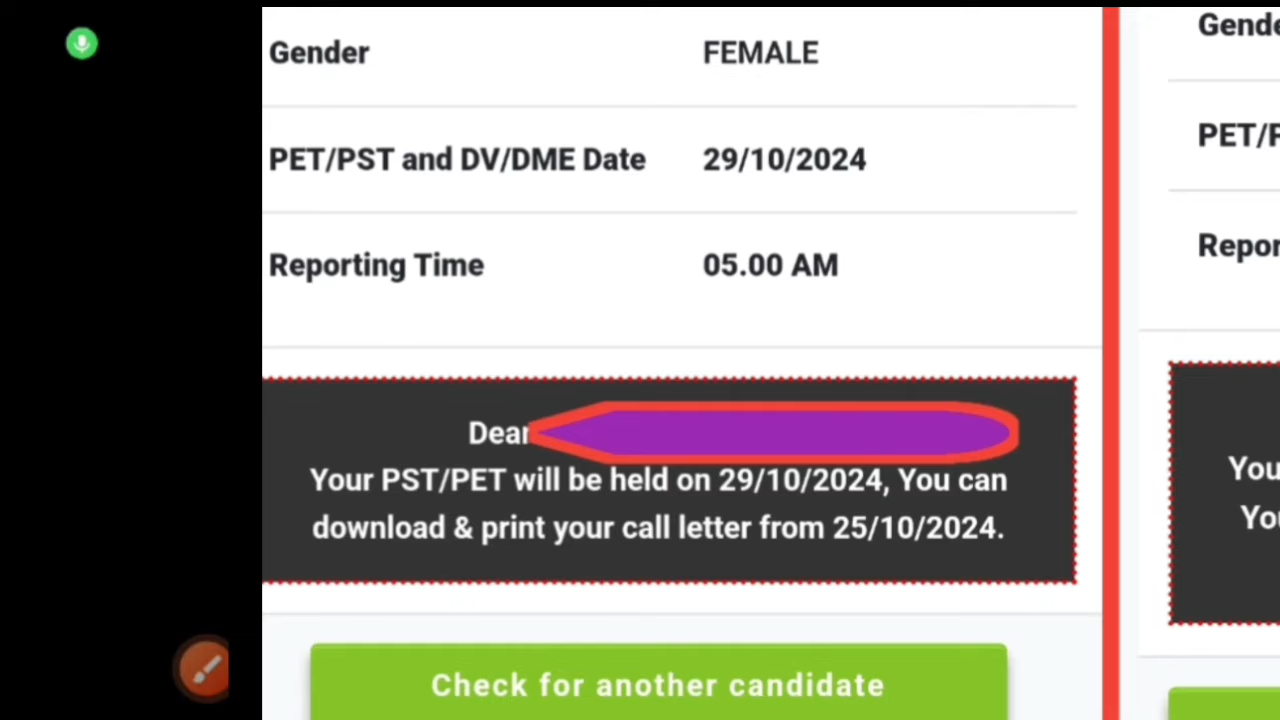 Gender FEMALE
PET/PST and DV/DME Date 29/10/2024
Reporting Time 05.00 AM
Dear
Your PST/PET will be held on 29/10/2024, You can
download & print your call letter from 25/10/2024.
Check for another candidate